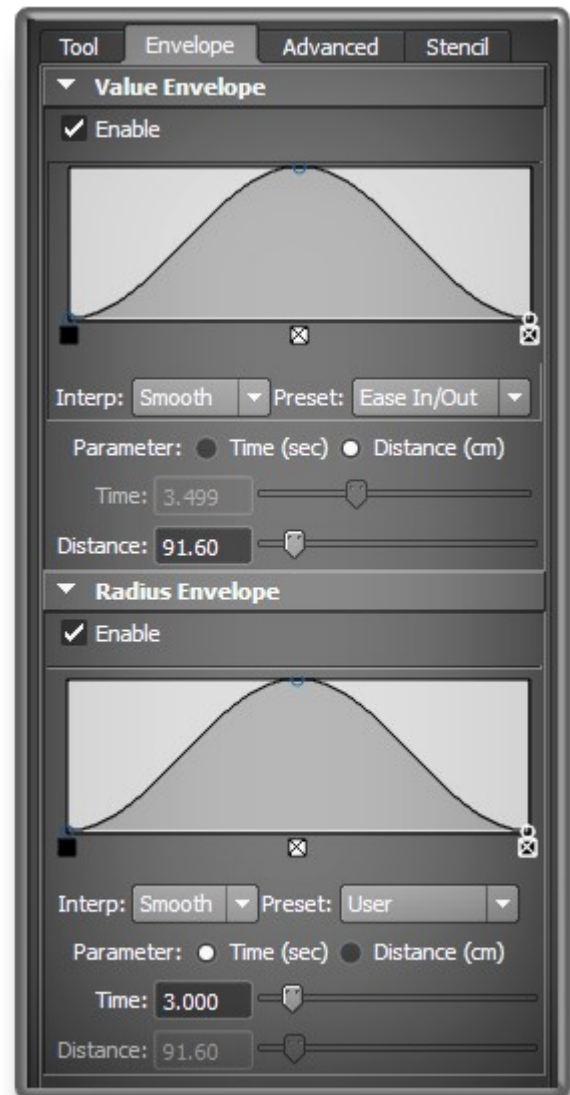 Tool Envelope Advanced Stencil
Value Envelope
Enable
Interp: Smooth Preset: Ease In/Out
Parameter: Time (sec) Distance (cm)
Time: 3.499
Distance: 91.60
Radius Envelope
Enable
Interp: Smooth Preset: User
Parameter: Time (sec) Distance (cm)
Time: 3.000
Distance: 91.60